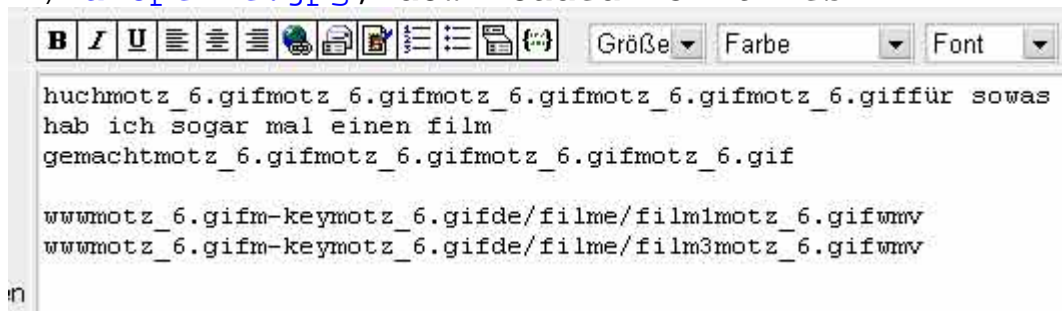 B I U Größe Farbe Font
huchmotz_6.gifmotz_6.gifmotz_6.gifmotz_6.gifmotz_6.giffür sowas
hab ich sogar mal einen film
gemachtmotz_6.gifmotz_6.gifmotz_6.gifmotz_6.gif
wwwmotz_6.gifm-keymotz_6.gifde/filme/film1motz_6.gifwmv
wwwmotz_6.gifm-keymotz_6.gifde/filme/film3motz_6.gifwmv
en